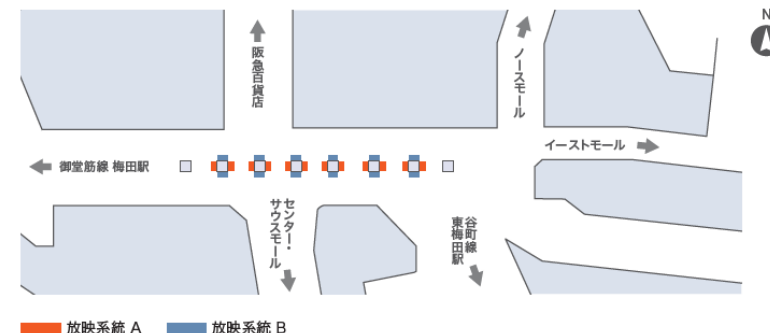 N
阪急百貨店
ノースモール
イーストモール
御堂筋線 梅田駅
センター・
サウスモール
谷町線
東梅田駅
放映系統 A
放映系統 B